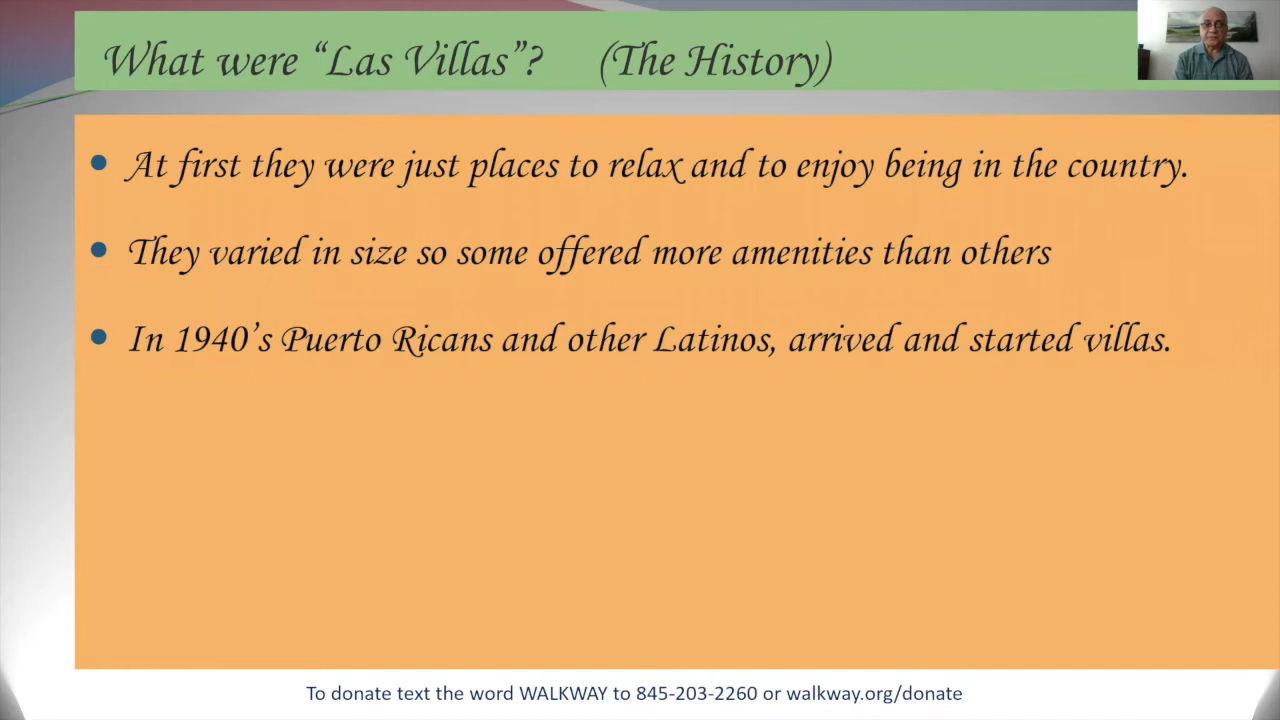 What were “Las Villas”? (The History)
At first they were just places to relax and to enjoy being in the country.
They varied in size so some offered more amenities than others
In 1940’s Puerto Ricans and other Latinos, arrived and started villas.
To donate text the word WALKWAY to 845-203-2260 or walkway.org/donate